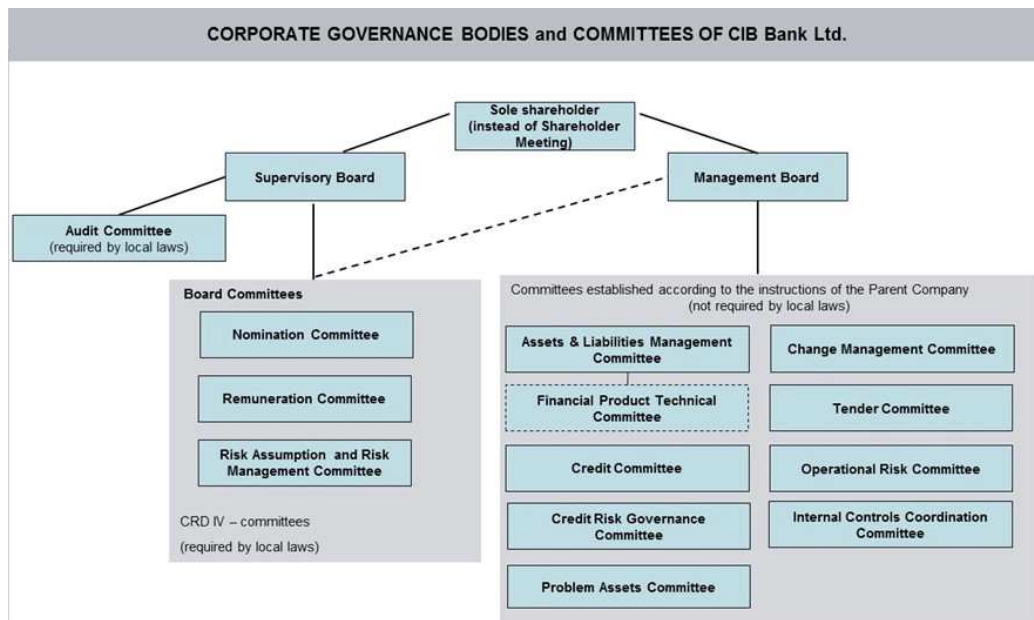 CORPORATE GOVERNANCE BODIES and COMMITTEES OF CIB Bank Ltd.
Sole shareholder
(instead of Shareholder
Meeting)
Supervisory Board
Management Board
Audit Committee
(required by local laws)
Board Committees
Nomination Committee
Remuneration Committee
Risk Assumption and Risk
Management Committee
CRD IV – committees
(required by local laws)
Committees established according to the instructions of the Parent Company
(not required by local laws)
Assets & Liabilities Management
Committee
Change Management Committee
Financial Product Technical
Committee
Tender Committee
Credit Committee
Operational Risk Committee
Credit Risk Governance
Committee
Internal Controls Coordination
Committee
Problem Assets Committee